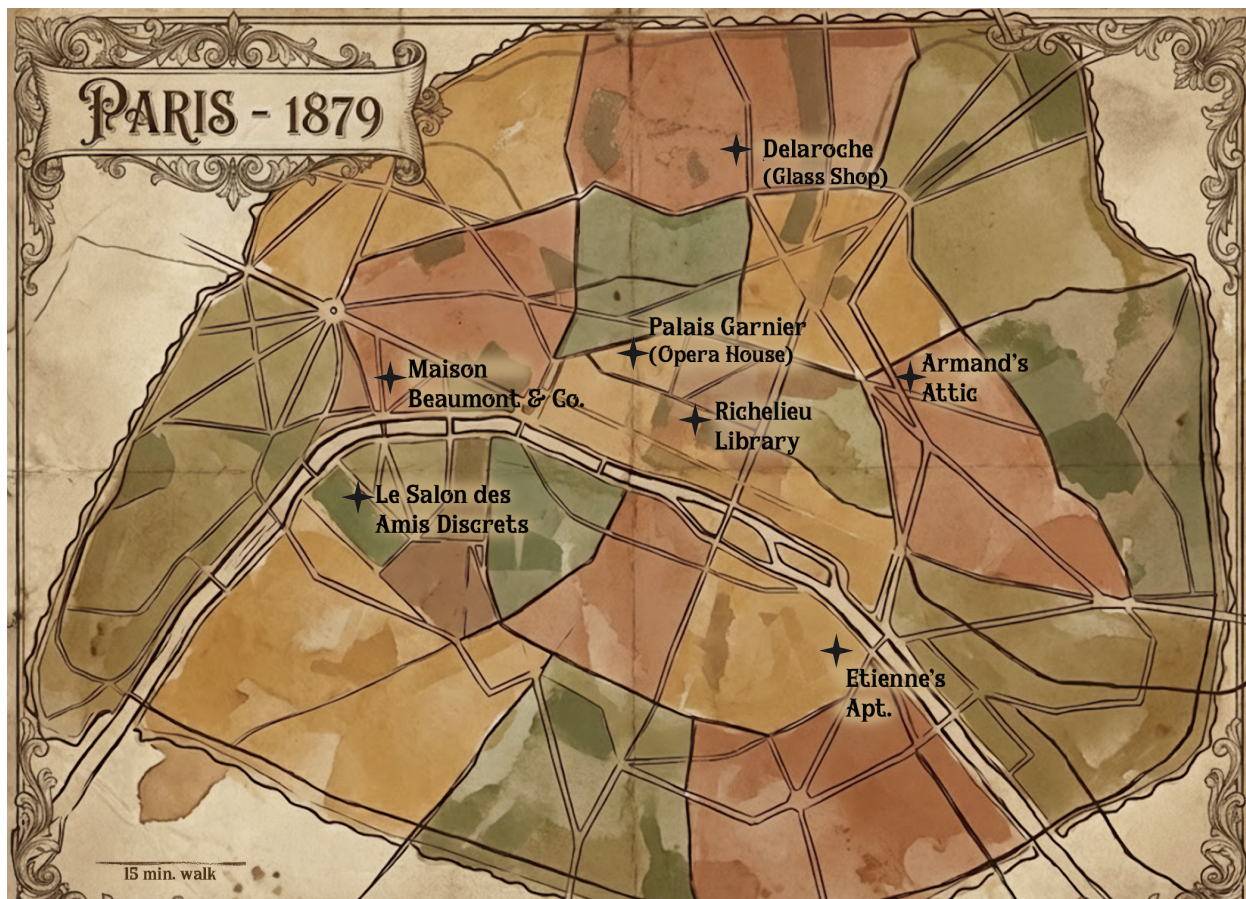 PARIS - 1879
Delaroche
(Glass Shop)
Palais Garnier
(Opera House)
Maison
Beaumont & Co.
Armand's
Attic
Richelieu
Library
Le Salon des
Amis Discrets
Etienne's
Apt.
15 min. walk